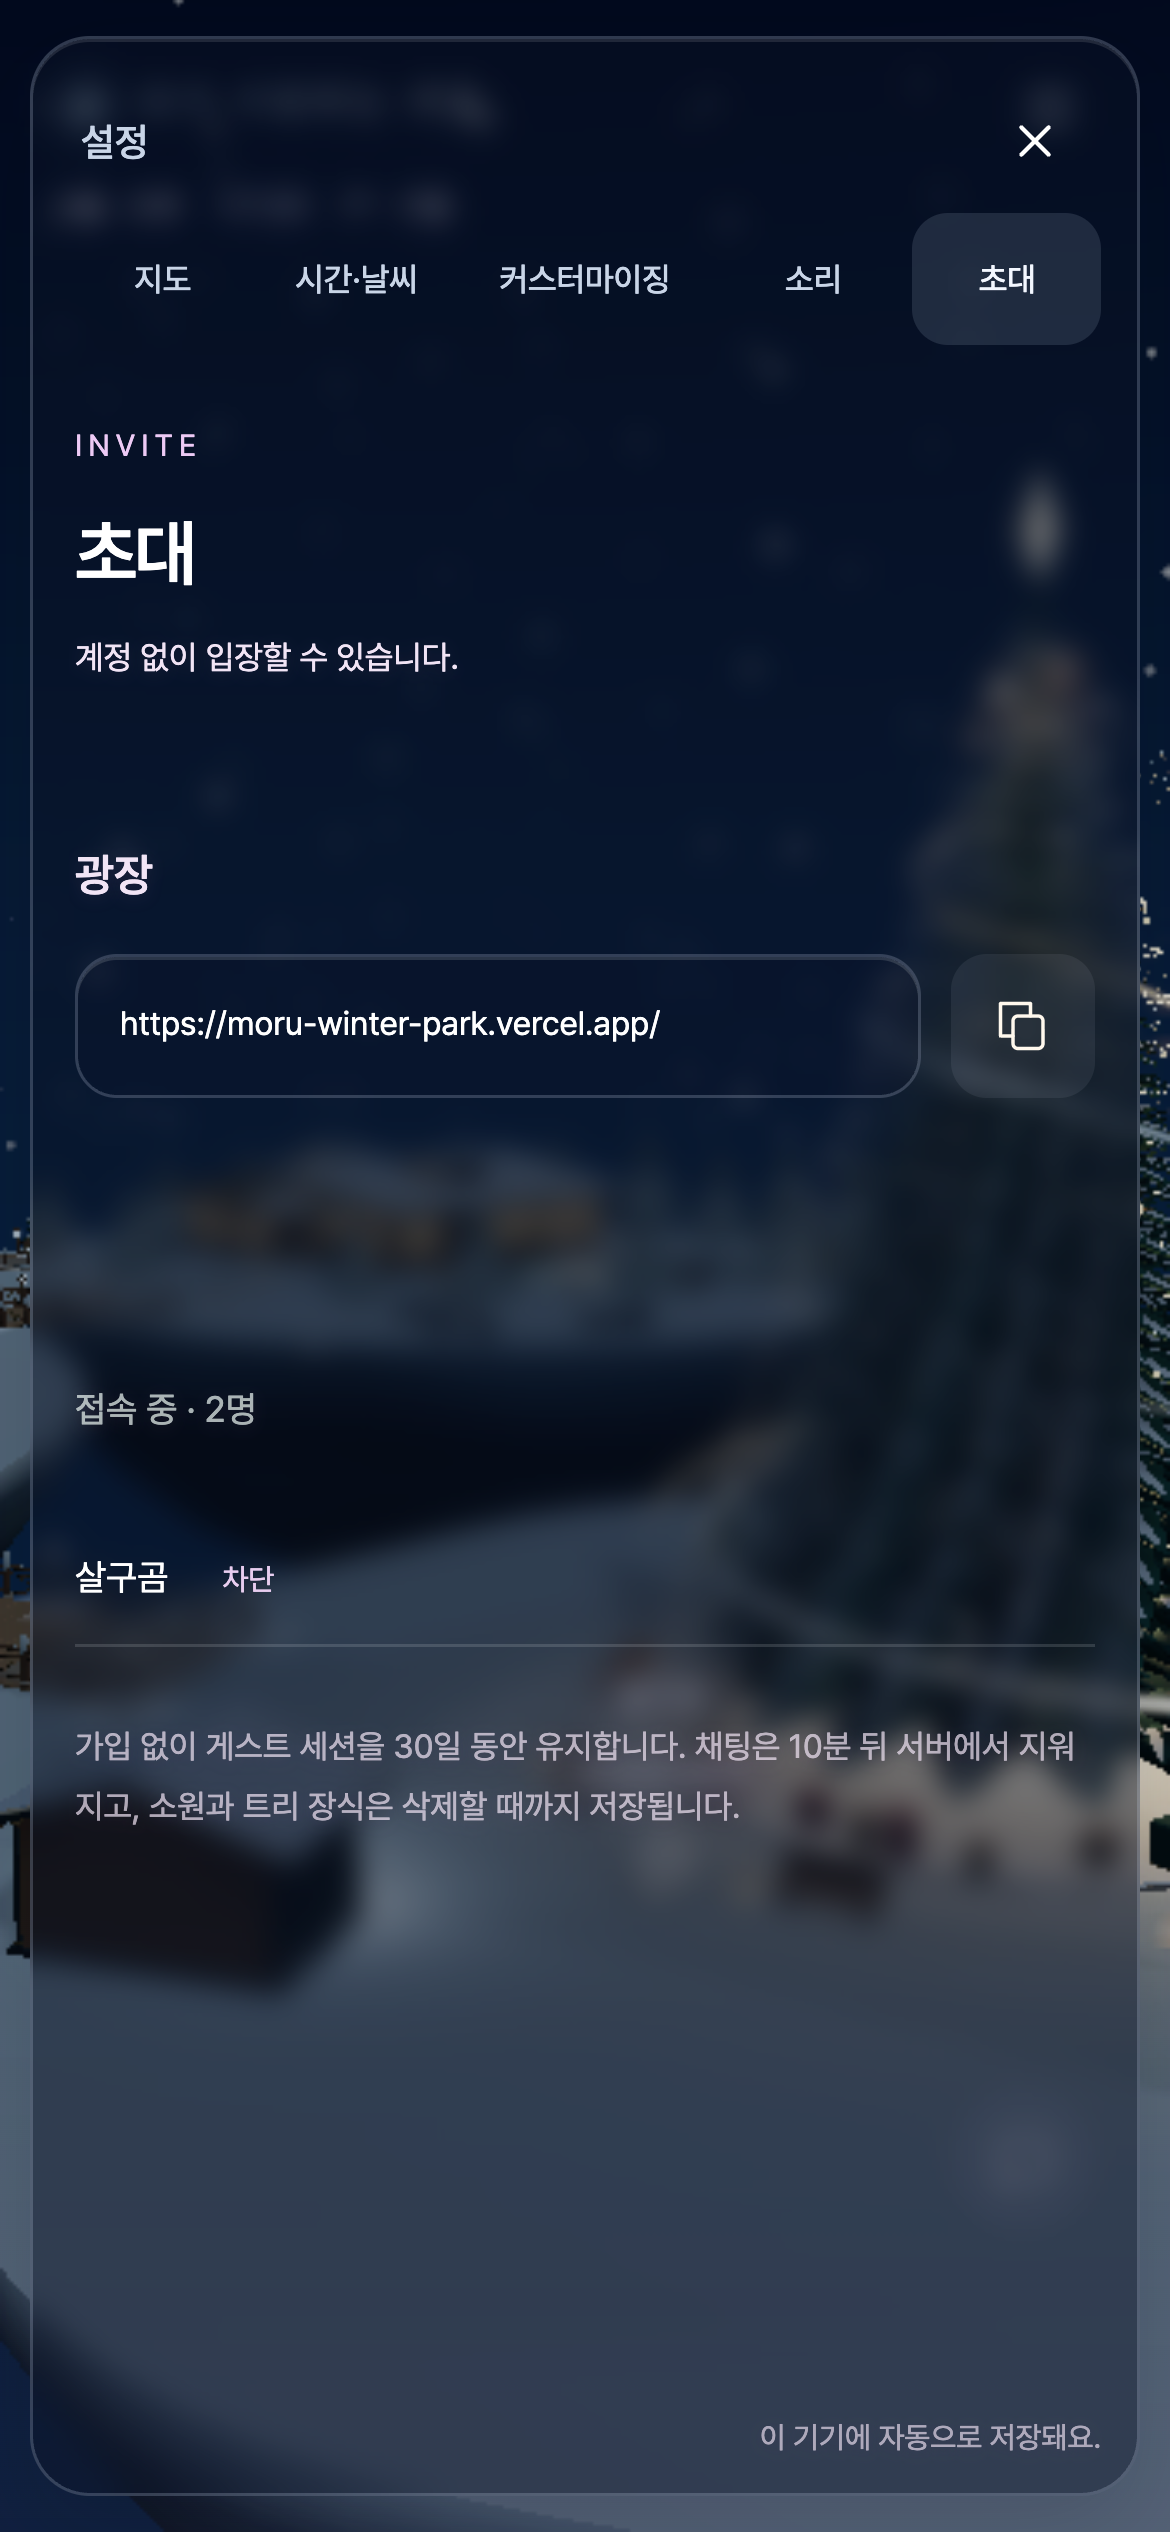 설정
지도
시간·날씨
커스터마이징
소리
초대
INVITE
초대
계정 없이 입장할 수 있습니다.
광장
https://moru-winter-park.vercel.app/
접속 중 · 2명
살구곰 차단
가입 없이 게스트 세션을 30일 동안 유지합니다. 채팅은 10분 뒤 서버에서 지워
지고, 소원과 트리 장식은 삭제할 때까지 저장됩니다.
이 기기에 자동으로 저장돼요.